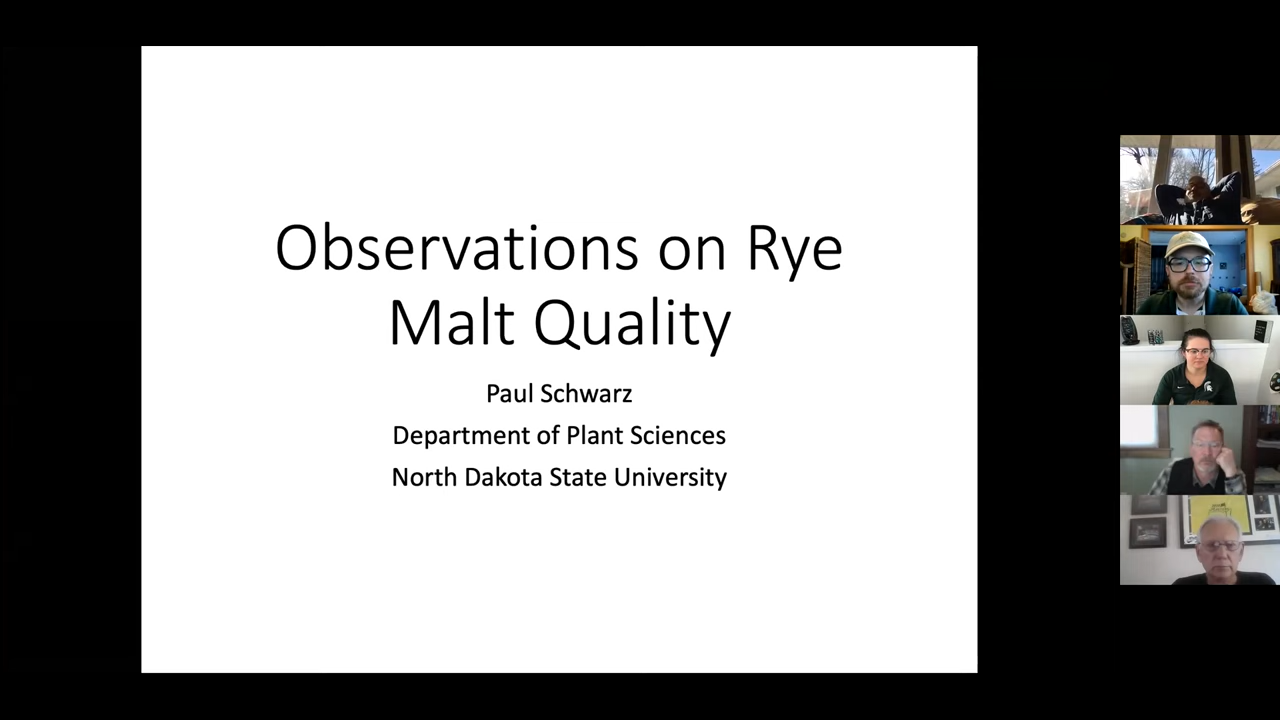 Observations on Rye
Malt Quality
Paul Schwarz
Department of Plant Sciences
North Dakota State University